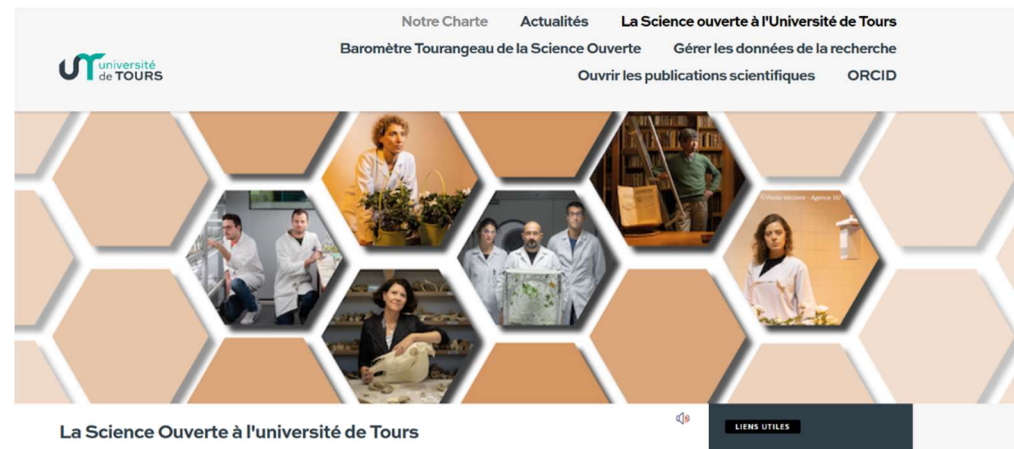 Notre Charte Actualités La Science ouverte à l'Université de Tours
Baromètre Tourangeau de la Science Ouverte Gérer les données de la recherche
Ouvrir les publications scientifiques ORCID
université
de TOURS
La Science Ouverte à l'université de Tours
LIENS UTILES